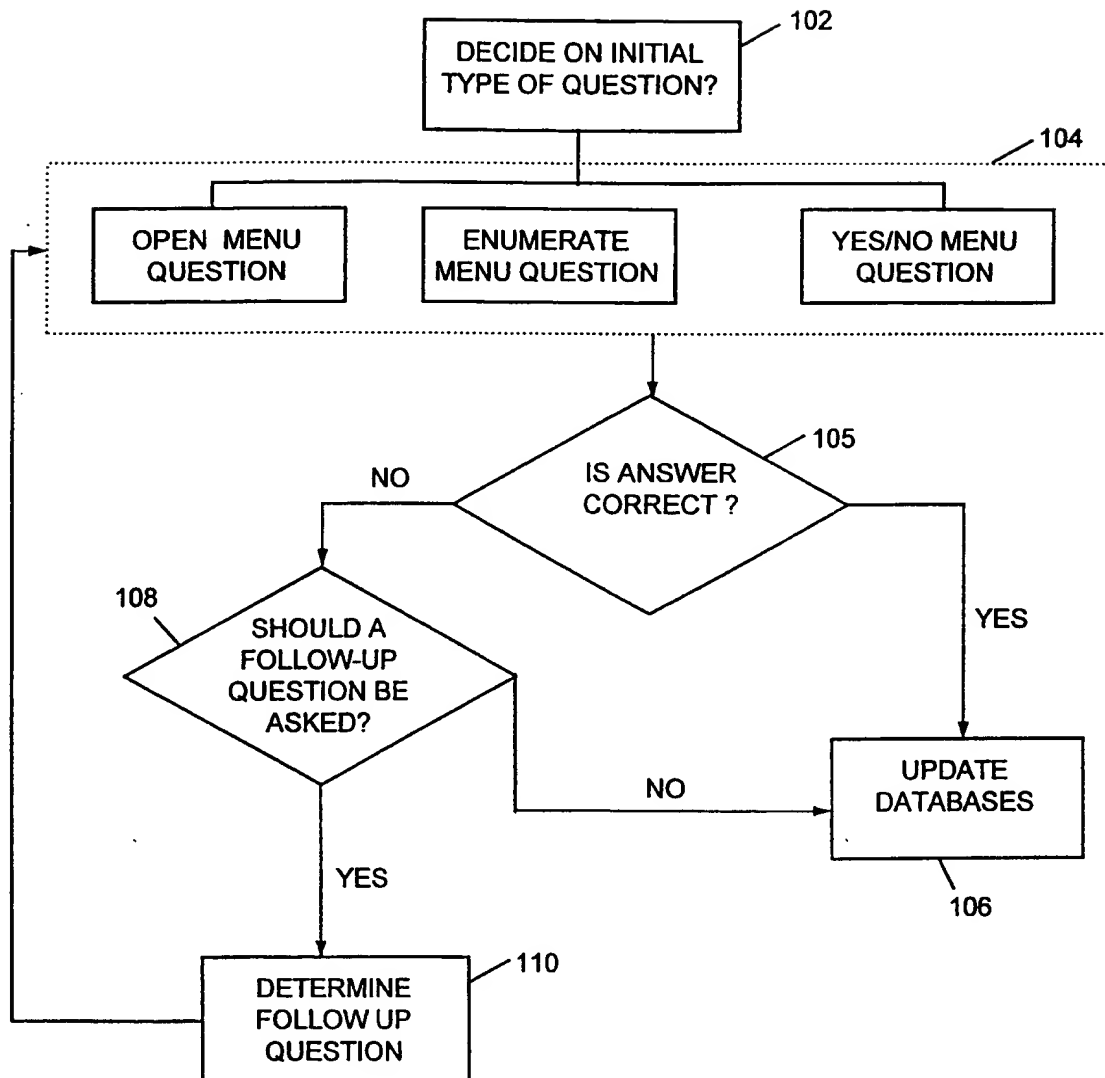 102
DECIDE ON INITIAL
TYPE OF QUESTION?
104
OPEN MENU
QUESTION
ENUMERATE
MENU QUESTION
YES/NO MENU
QUESTION
105
IS ANSWER
CORRECT ?
NO
YES
108
SHOULD A
FOLLOW-UP
QUESTION BE
ASKED?
NO
UPDATE
DATABASES
106
YES
110
DETERMINE
FOLLOW UP
QUESTION